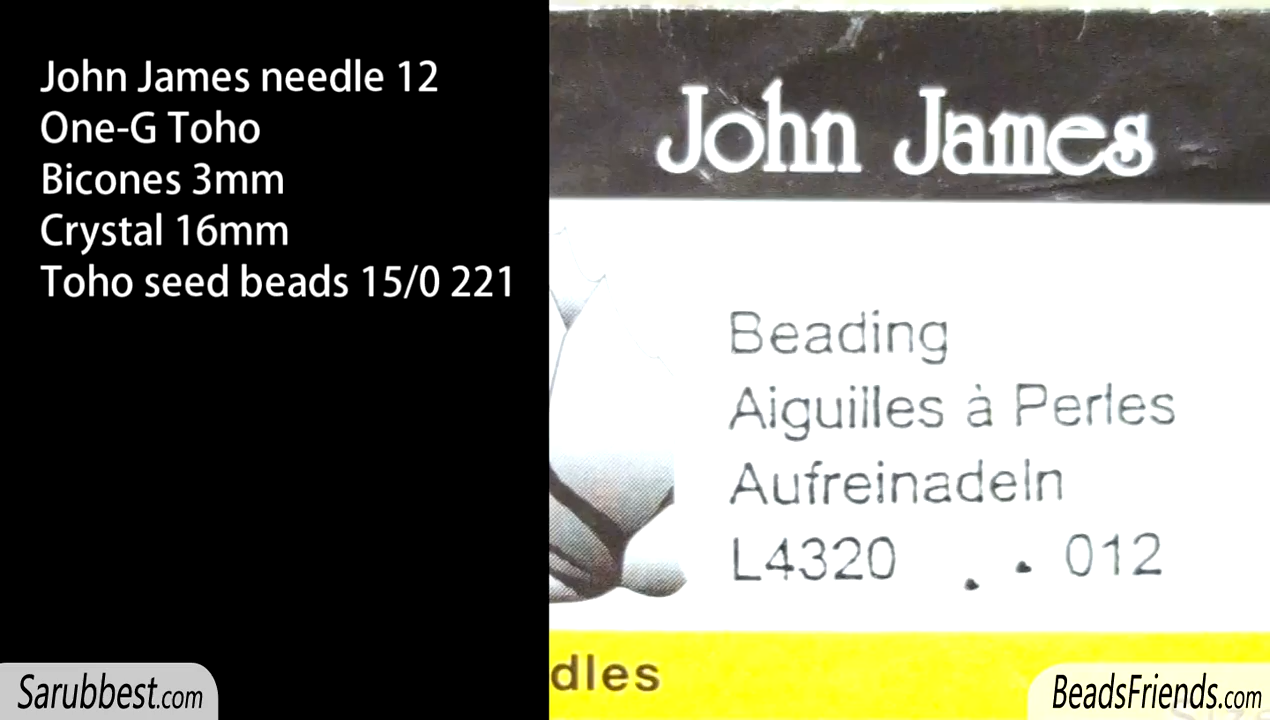 John James needle 12
One-G Toho
Bicones 3mm
Crystal 16mm
Toho seed beads 15/0 221
John James
Beading
Aiguilles à Perles
Aufreinadeln
L4320 . . 012
dles
Sarubbest.com
BeadsFriends.com